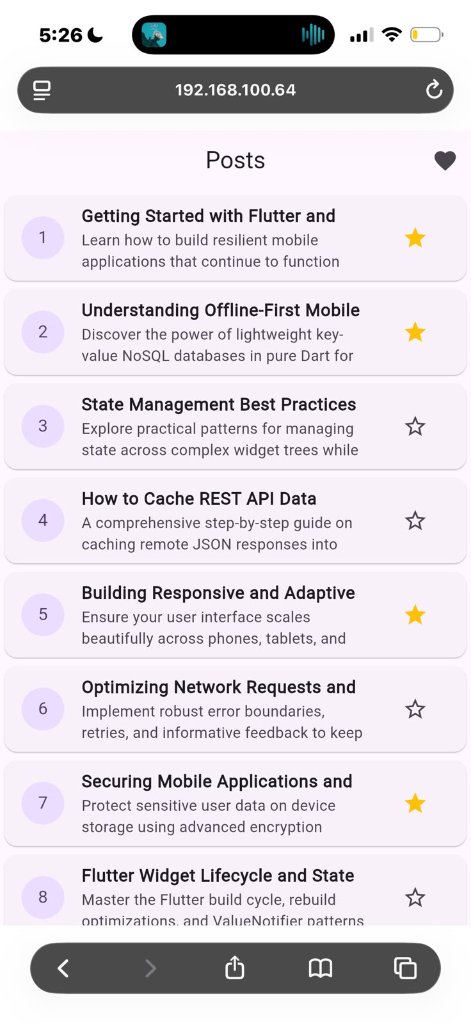 5:26
192.168.100.64
Posts
1
Getting Started with Flutter and
Learn how to build resilient mobile
applications that continue to function
2
Understanding Offline-First Mobile
Discover the power of lightweight key-
value NoSQL databases in pure Dart for
3
State Management Best Practices
Explore practical patterns for managing
state across complex widget trees while
4
How to Cache REST API Data
A comprehensive step-by-step guide on
caching remote JSON responses into
5
Building Responsive and Adaptive
Ensure your user interface scales
beautifully across phones, tablets, and
6
Optimizing Network Requests and
Implement robust error boundaries,
retries, and informative feedback to keep
7
Securing Mobile Applications and
Protect sensitive user data on device
storage using advanced encryption
8
Flutter Widget Lifecycle and State
Master the Flutter build cycle, rebuild
optimizations, and ValueNotifier patterns